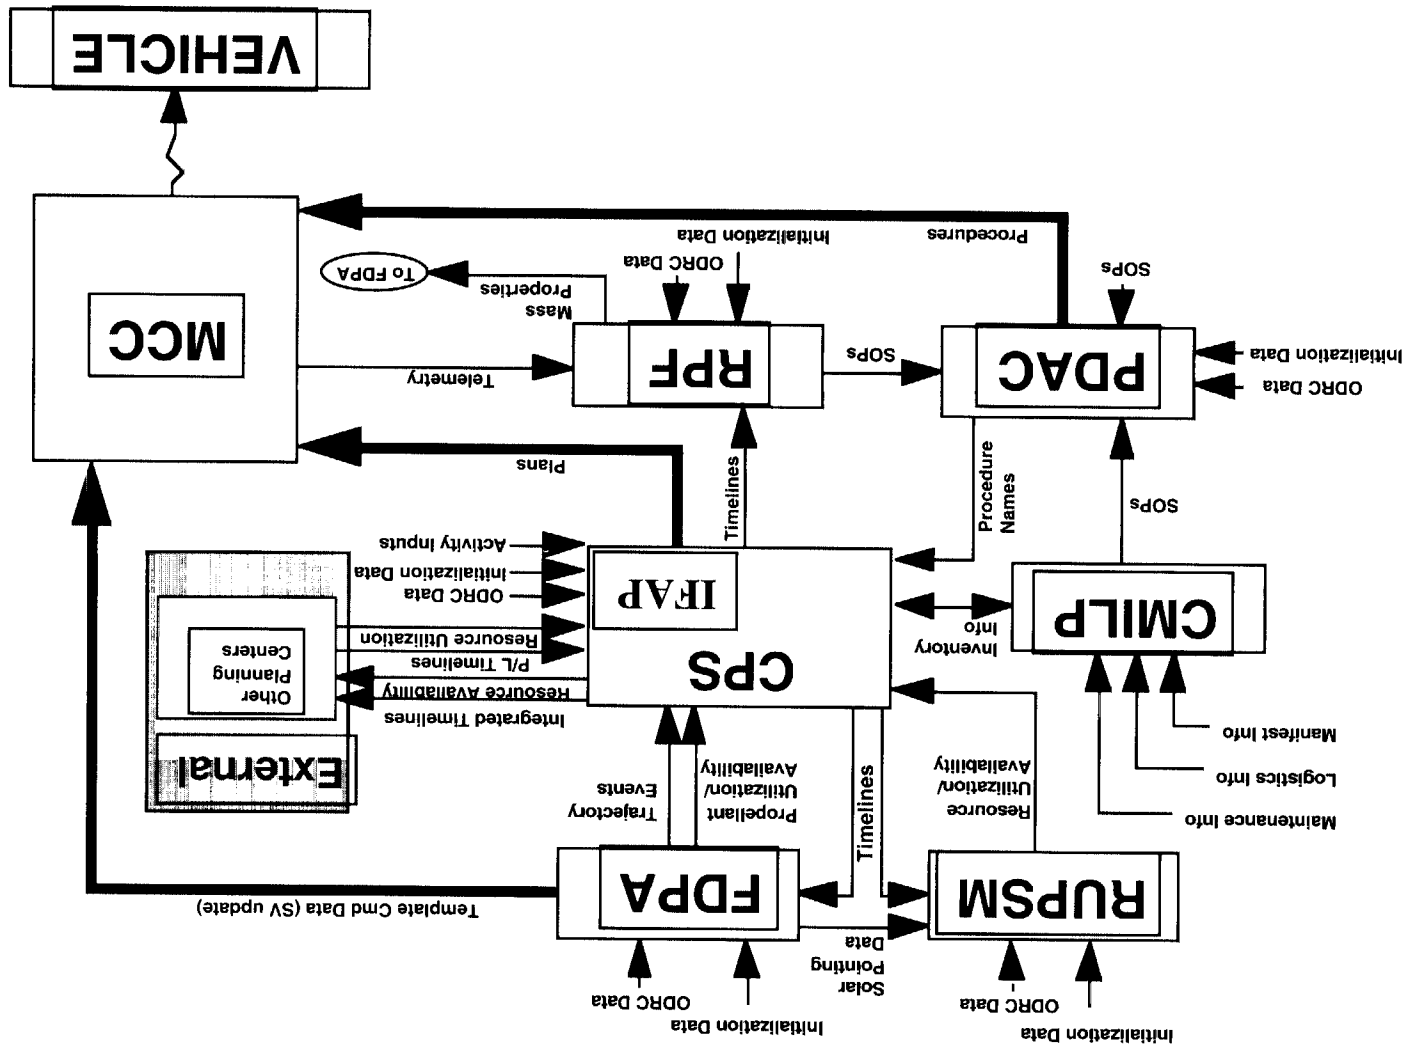 Initialization Data
ODRC Data
Initialization Data
ODRC Data
RUPSM
Solar
Pointing
Data
FDPA
Template Cmd Data (SV update)
Maintenance Info
Logistics Info
Manifest Info
Resource
Utilization/
Availability
Timelines
Propellant
Utilization/
Availability
Trajectory
Events
External
Other
Planning
Centers
Integrated Timelines
Resource Availability
P/L Timelines
Resource Utilization
ODRC Data
Initialization Data
Activity Inputs
CMILP
Inventory
Info
CPS
IFAP
SOPs
Procedure
Names
Timelines
Plans
ODRC Data
Initialization Data
PDAC
SOPs
SOPs
RPF
Telemetry
MCC
Mass
Properties
To FDPA
ODRC Data
Initialization Data
Procedures
VEHICLE